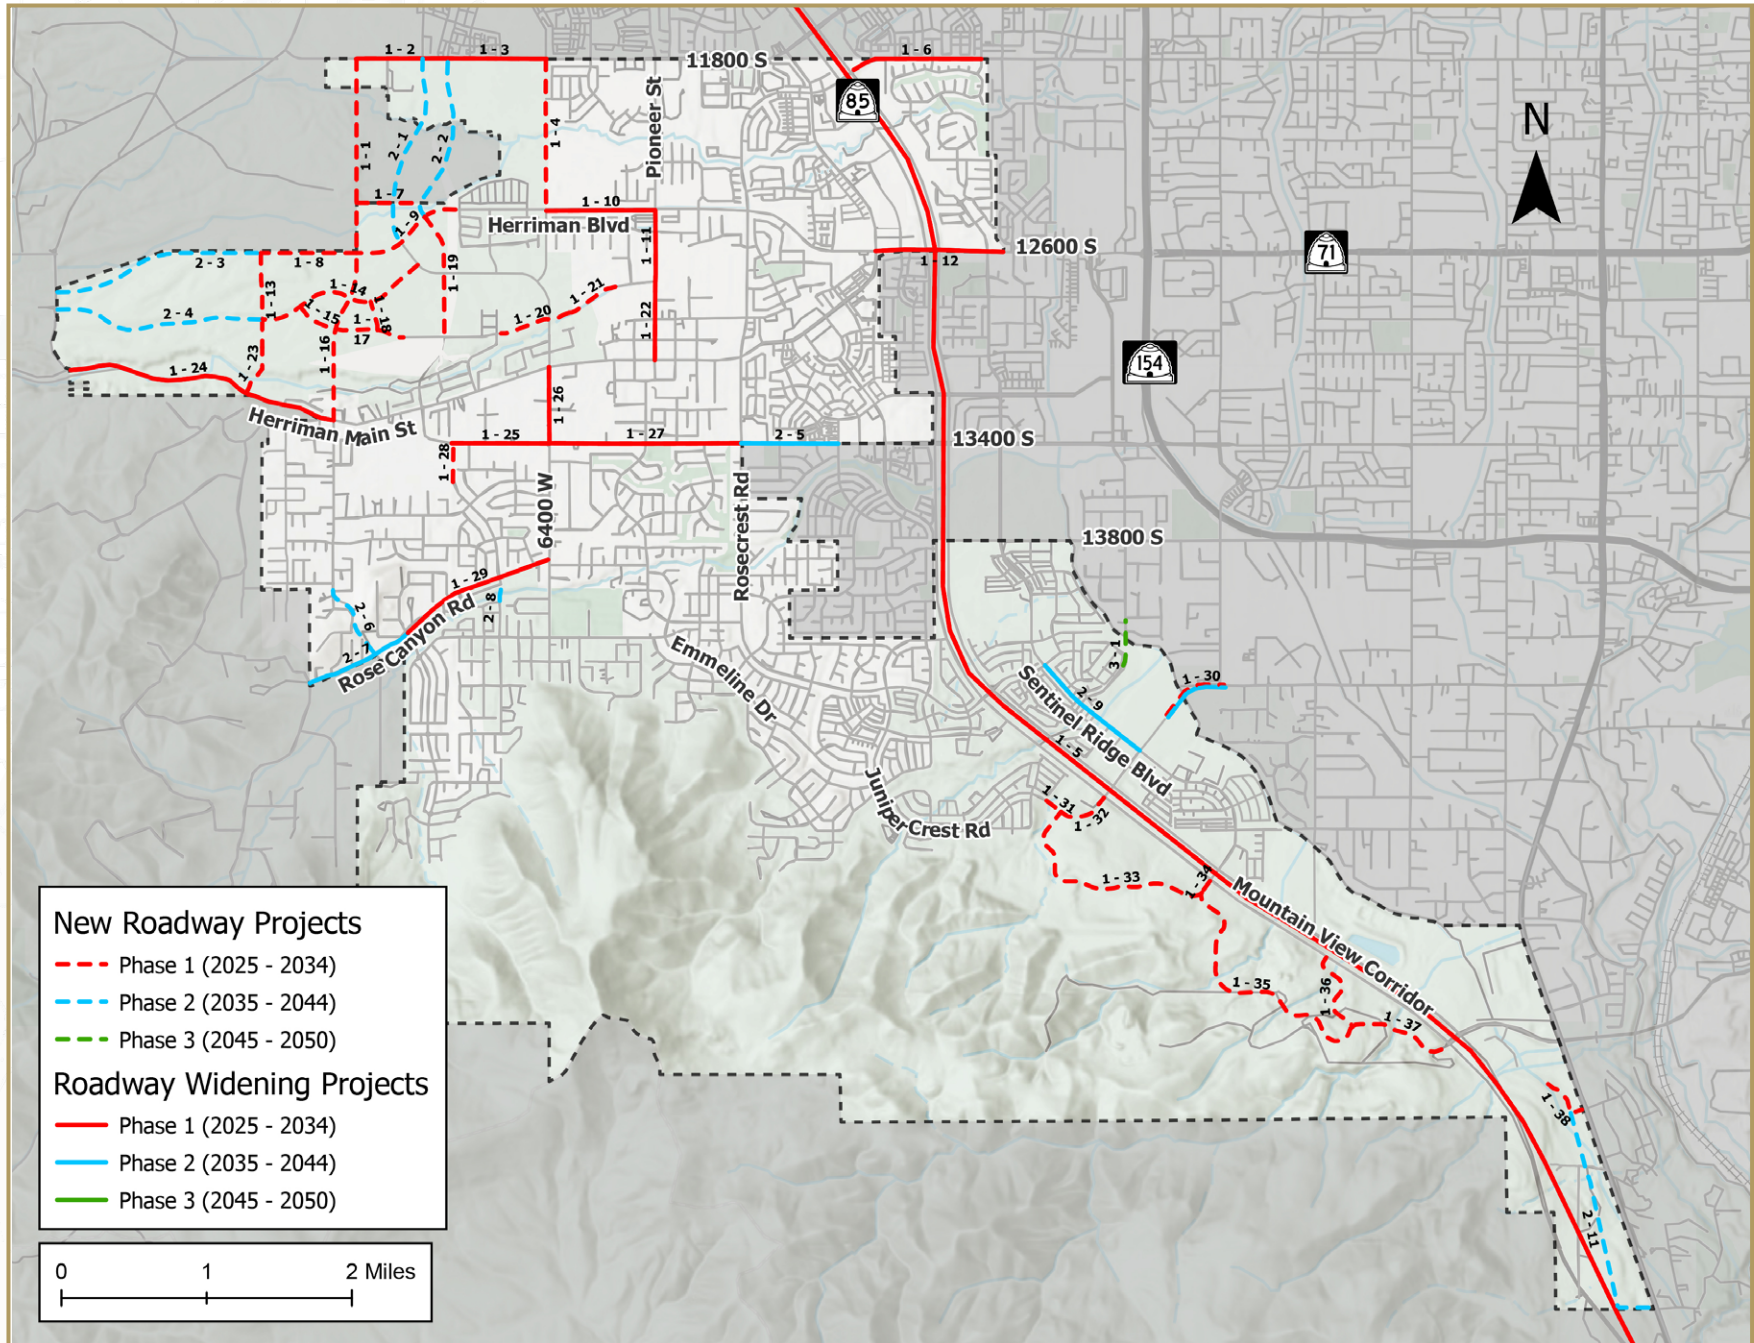 1 - 2
1 - 3
11800 S
1 - 6
85
N
Pioneer St
1 - 1
2 - 1
2 - 2
1 - 4
1 - 7
1 - 9
1 - 10
Herriman Blvd
1 - 11
12600 S
1 - 12
71
2 - 3
1 - 8
1 - 19
1 - 13
1 - 14
1 - 15
1 -
17
1 - 18
2 - 4
1 - 20
1 - 21
1 - 22
1 - 16
1 - 23
1 - 24
154
Herriman Main St
1 - 26
1 - 25
1 - 27
2 - 5
13400 S
1 - 28
6400 W
Rosecrest Rd
13800 S
1 - 29
2 - 8
2 - 6
2 - 7
Rose Canyon Rd
Emmeline Dr
3 - 1
1 - 30
2 - 9
Sentinel Ridge Blvd
1 - 5
Juniper Crest Rd
1 - 31
1 - 32
1 - 33
1 - 34
Mountain View Corridor
1 - 35
1 - 36
1 - 37
1 - 38
2 - 11
New Roadway Projects
Phase 1 (2025 - 2034)
Phase 2 (2035 - 2044)
Phase 3 (2045 - 2050)
Roadway Widening Projects
Phase 1 (2025 - 2034)
Phase 2 (2035 - 2044)
Phase 3 (2045 - 2050)
0 1 2 Miles